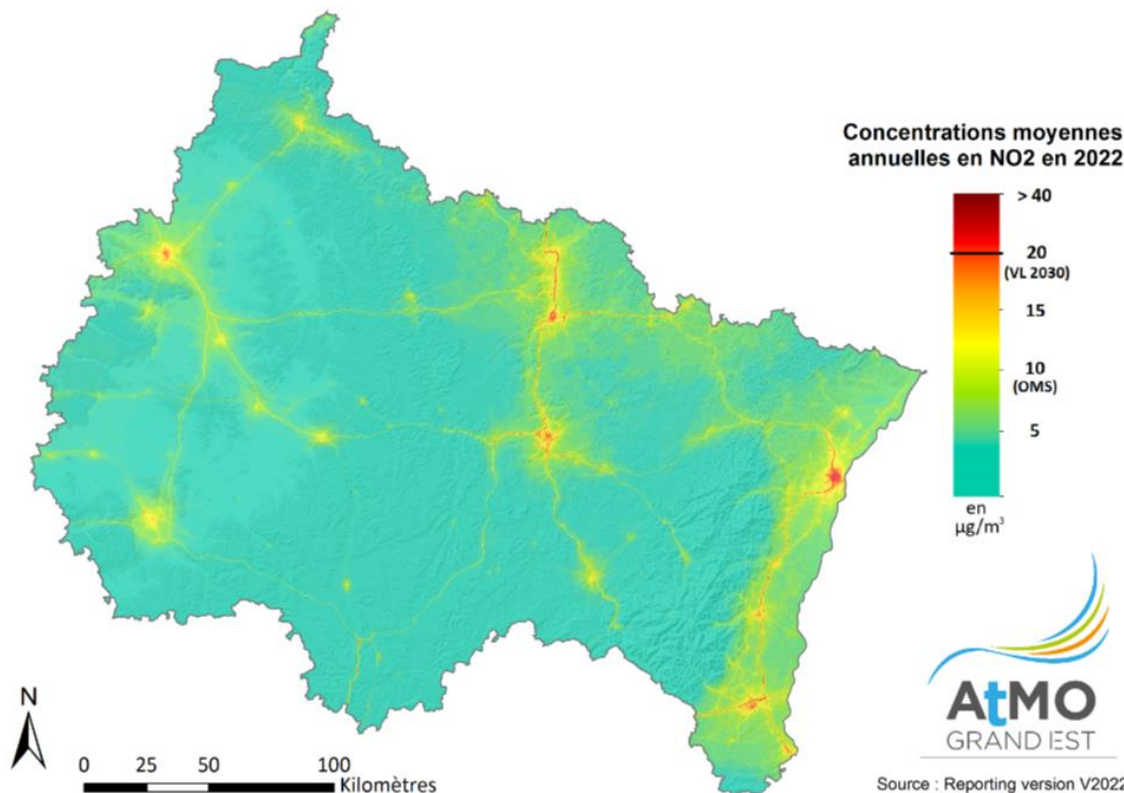 Concentrations moyennes
annuelles en NO2 en 2022
> 40
20
(VL 2030)
15
10
(OMS)
5
en
µg/m³
N
0 25 50 100
Kilomètres
AtMO
GRAND EST
Source : Reporting version V2022